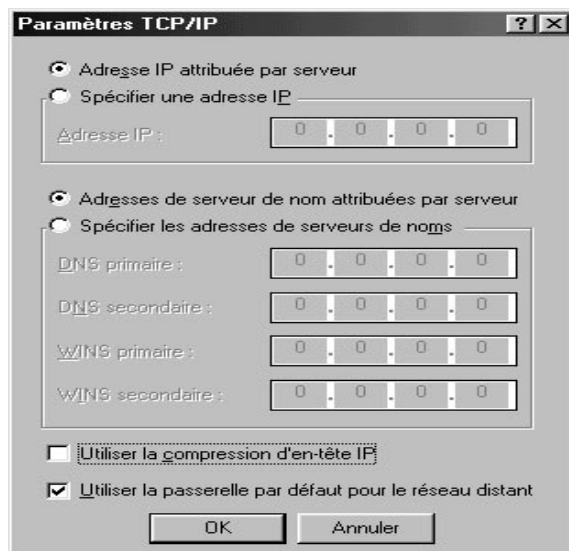 Paramètres TCP/IP
Adresse IP attribuée par serveur
Spécifier une adresse IP
Adresse IP : 0 . 0 . 0 . 0
Adresses de serveur de nom attribuées par serveur
Spécifier les adresses de serveurs de noms
DNS primaire : 0 . 0 . 0 . 0
DNS secondaire : 0 . 0 . 0 . 0
WINS primaire : 0 . 0 . 0 . 0
WINS secondaire : 0 . 0 . 0 . 0
Utiliser la compression d'en-tête IP
Utiliser la passerelle par défaut pour le réseau distant
OK Annuler